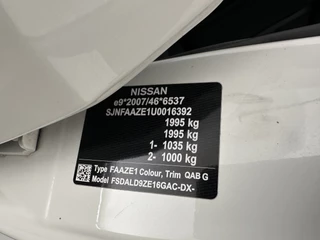 NISSAN
e9*2007/46*6537
SJNFAAZE1U0016392
1995 kg
1995 kg
1- 1035 kg
2- 1000 kg
Type FAAZE1 Colour, Trim QAB G
Model FSDALD9ZE16GAC-DX-